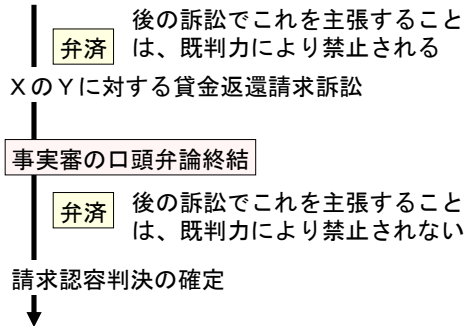 後の訴訟でこれを主張すること
弁済
は、既判力により禁止される
XのYに対する貸金返還請求訴訟
事実審の口頭弁論終結
後の訴訟でこれを主張すること
弁済
は、既判力により禁止されない
請求認容判決の確定